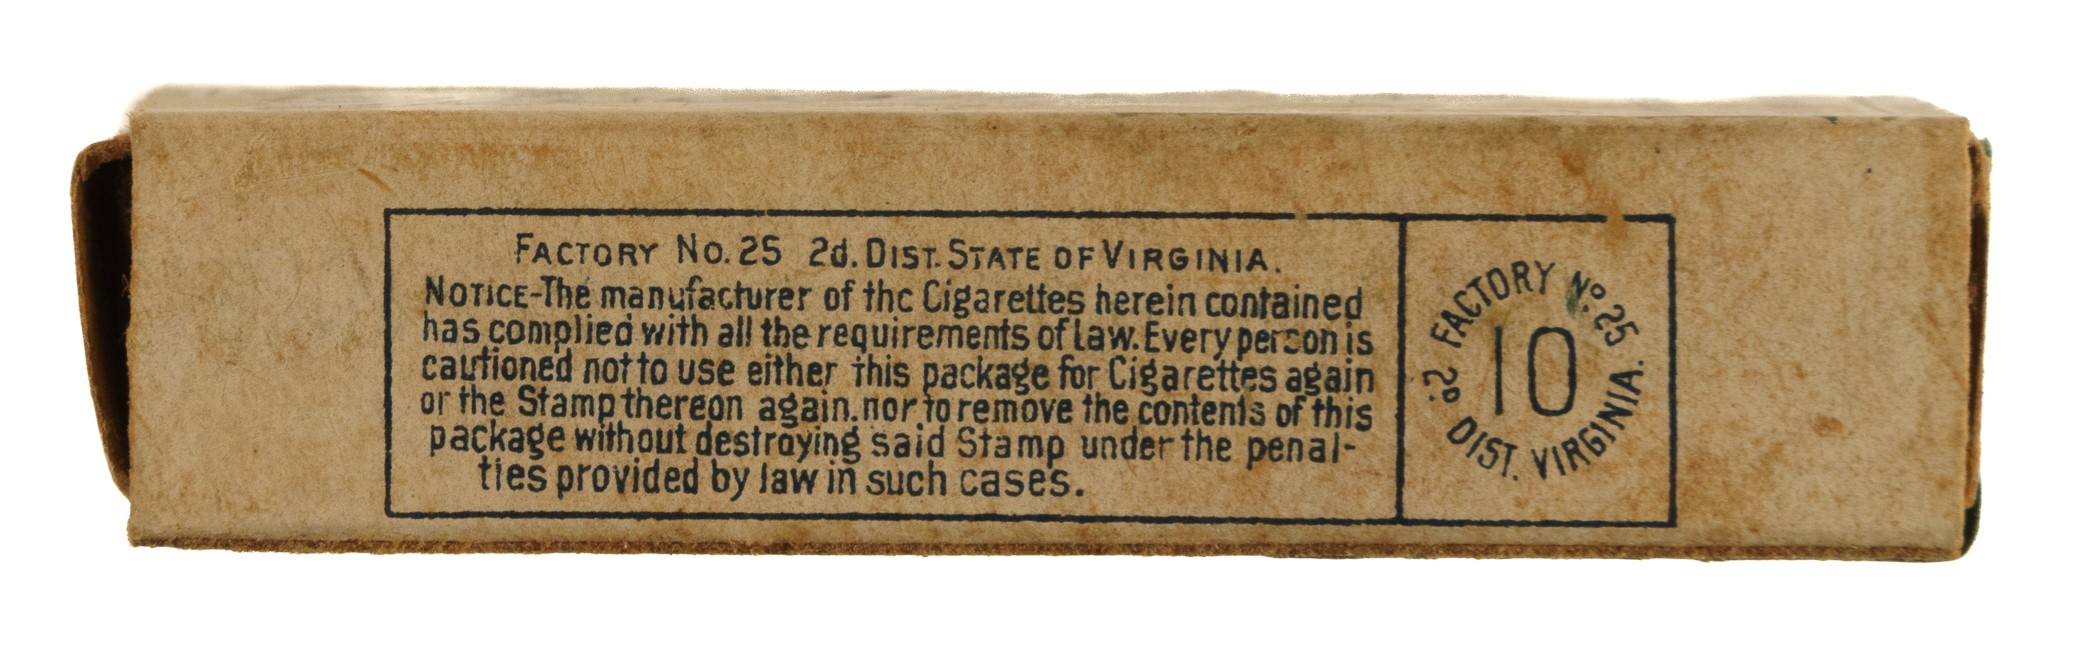 FACTORY No. 25 2d. DIST. STATE OF VIRGINIA.
NOTICE-The manufacturer of the Cigarettes herein contained
has complied with all the requirements of law. Every person is
cautioned not to use either this package for Cigarettes again
or the Stamp thereon again. nor to remove the contents of this
package without destroying said Stamp under the penal-
ties provided by law in such cases.
FACTORY No. 25
10
2D. DIST. VIRGINIA.